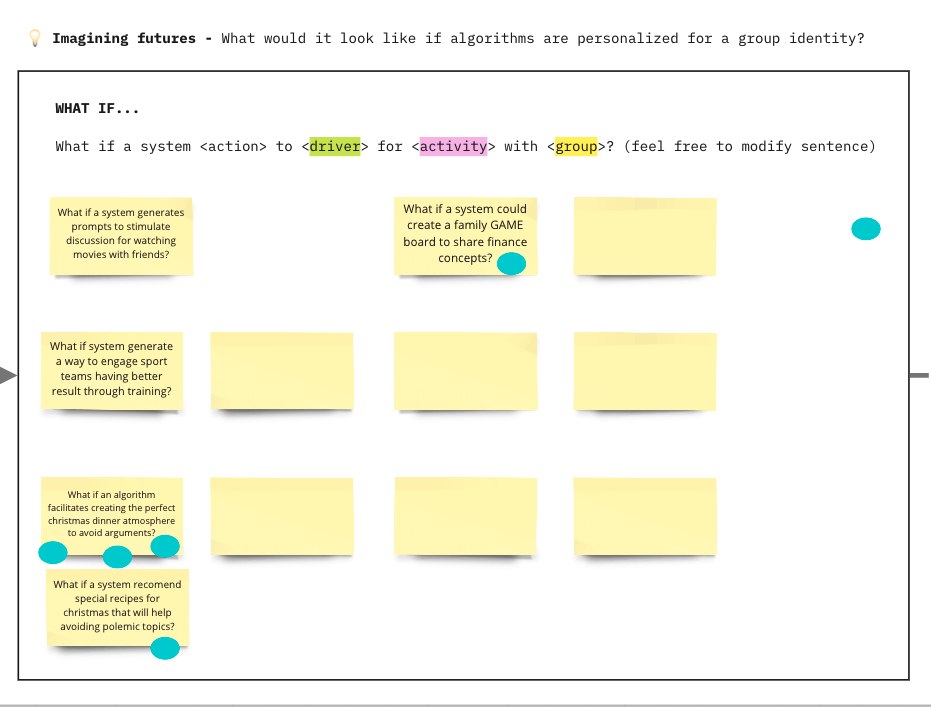 Imagining futures - What would it look like if algorithms are personalized for a group identity?
WHAT IF...
What if a system <action> to <driver> for <activity> with <group>? (feel free to modify sentence)
What if a system generates
prompts to stimulate
discussion for watching
movies with friends?
What if a system could
create a family GAME
board to share finance
concepts?
What if system generate
a way to engage sport
teams having better
result through training?
What if an algorithm
facilitates creating the perfect
christmas dinner atmosphere
to avoid arguments?
What if a system recomend
special recipes for
christmas that will help
avoiding polemic topics?